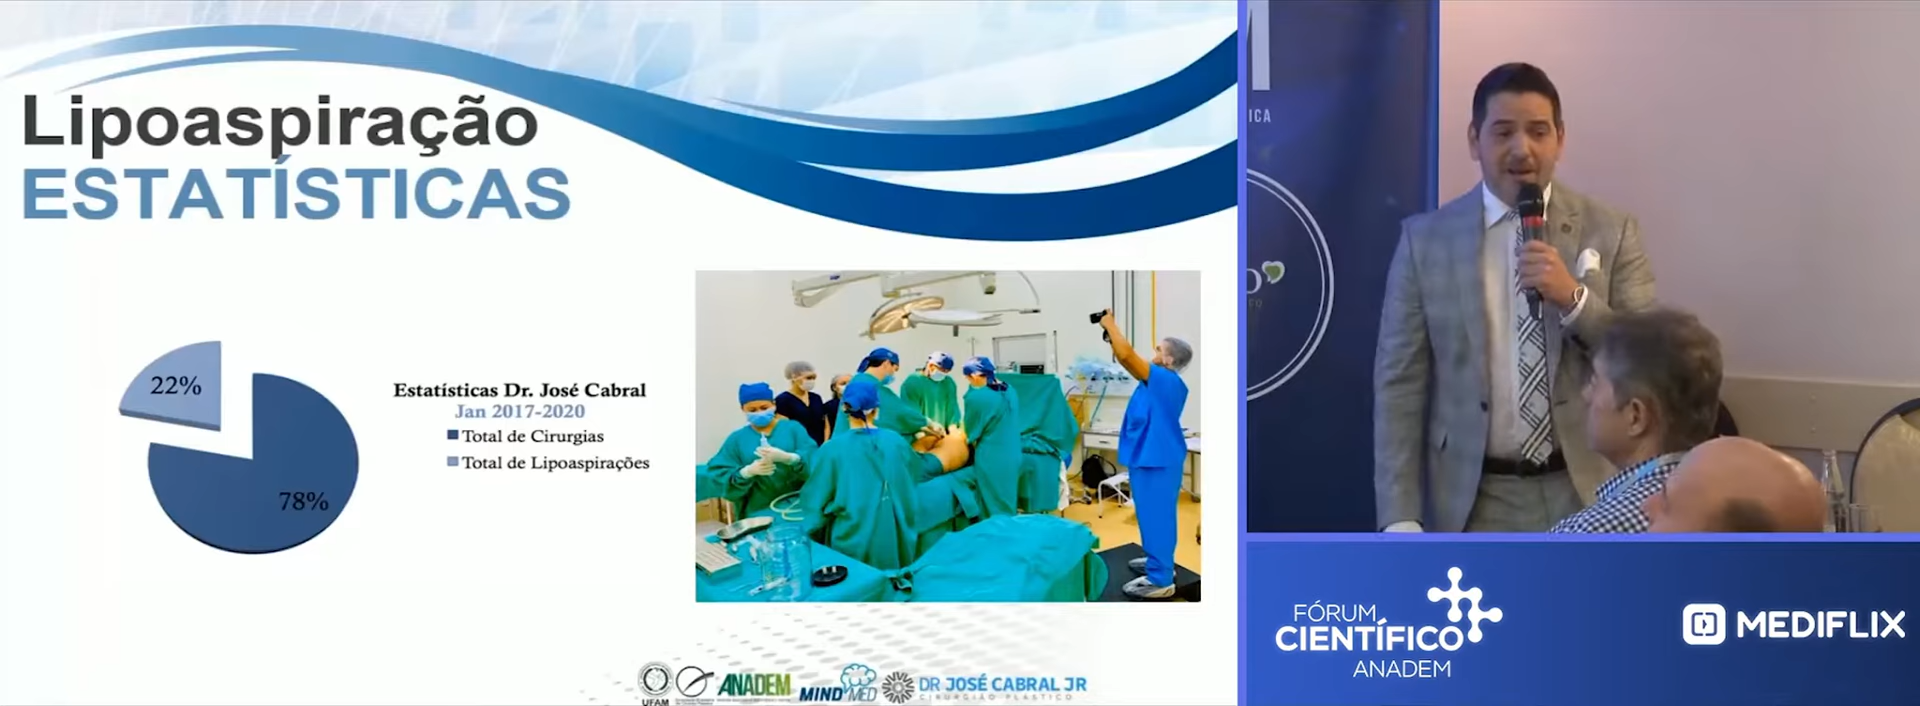 Lipoaspiração
ESTATÍSTICAS
22%
78%
Estatísticas Dr. José Cabral
Jan 2017-2020
Total de Cirurgias
Total de Lipoaspirações
UFAM
ANADEM
MINDMED
DR JOSÉ CABRAL JR
CIRURGIÃO PLÁSTICO
ICA
FÓRUM
CIENTÍFICO
ANADEM
MEDIFLIX